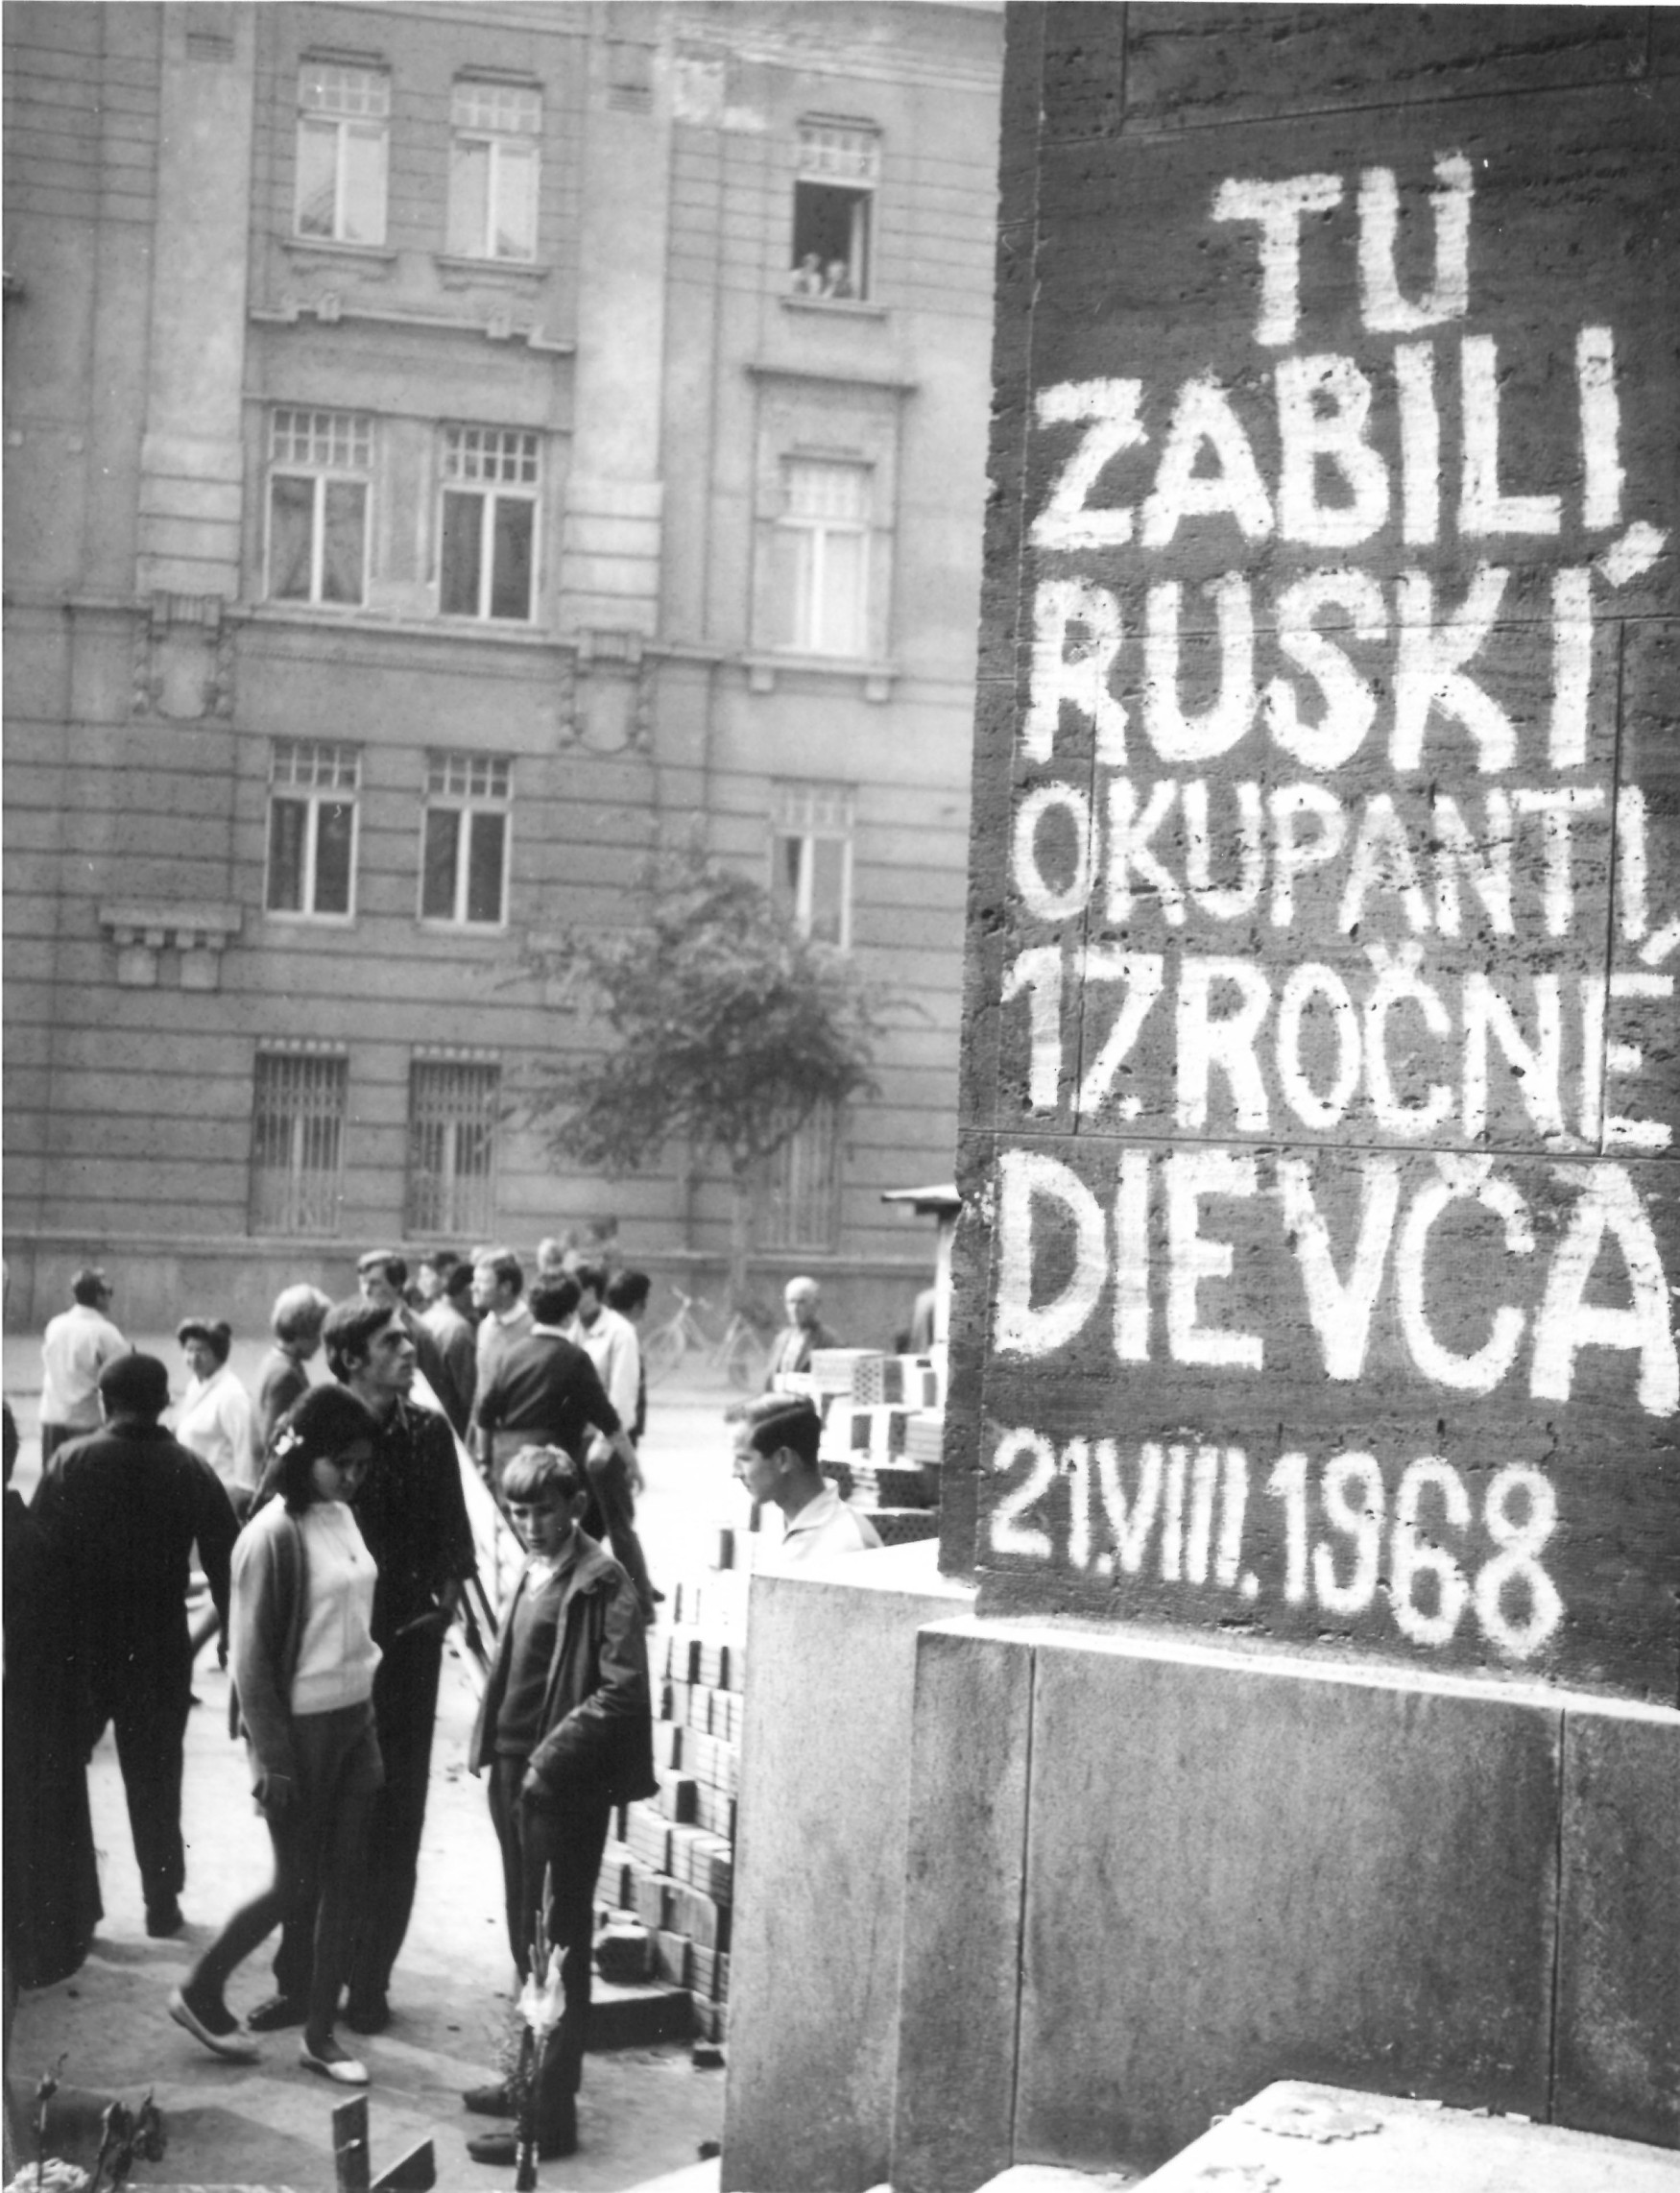 TU
ZABILI,
RUSKÍ
OKUPANTI,
17.ROČNÉ
DIEVČA
21.VIII.1968